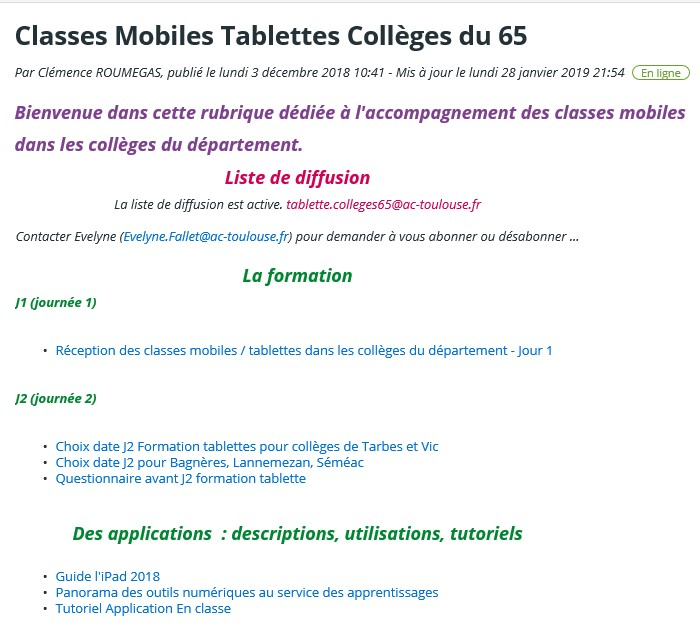 Classes Mobiles Tablettes Collèges du 65
Par Clémence ROUMEGAS, publié le lundi 3 décembre 2018 10:41 - Mis à jour le lundi 28 janvier 2019 21:54 En ligne
Bienvenue dans cette rubrique dédiée à l'accompagnement des classes mobiles
dans les collèges du département.
Liste de diffusion
La liste de diffusion est active. tablette.colleges65@ac-toulouse.fr
Contacter Evelyne (Evelyne.Fallet@ac-toulouse.fr) pour demander à vous abonner ou désabonner ...
La formation
J1 (journée 1)
• Réception des classes mobiles / tablettes dans les collèges du département - Jour 1
J2 (journée 2)
• Choix date J2 Formation tablettes pour collèges de Tarbes et Vic
• Choix date J2 pour Bagnères, Lannemezan, Séméac
• Questionnaire avant J2 formation tablette
Des applications : descriptions, utilisations, tutoriels
• Guide l'iPad 2018
• Panorama des outils numériques au service des apprentissages
• Tutoriel Application En classe